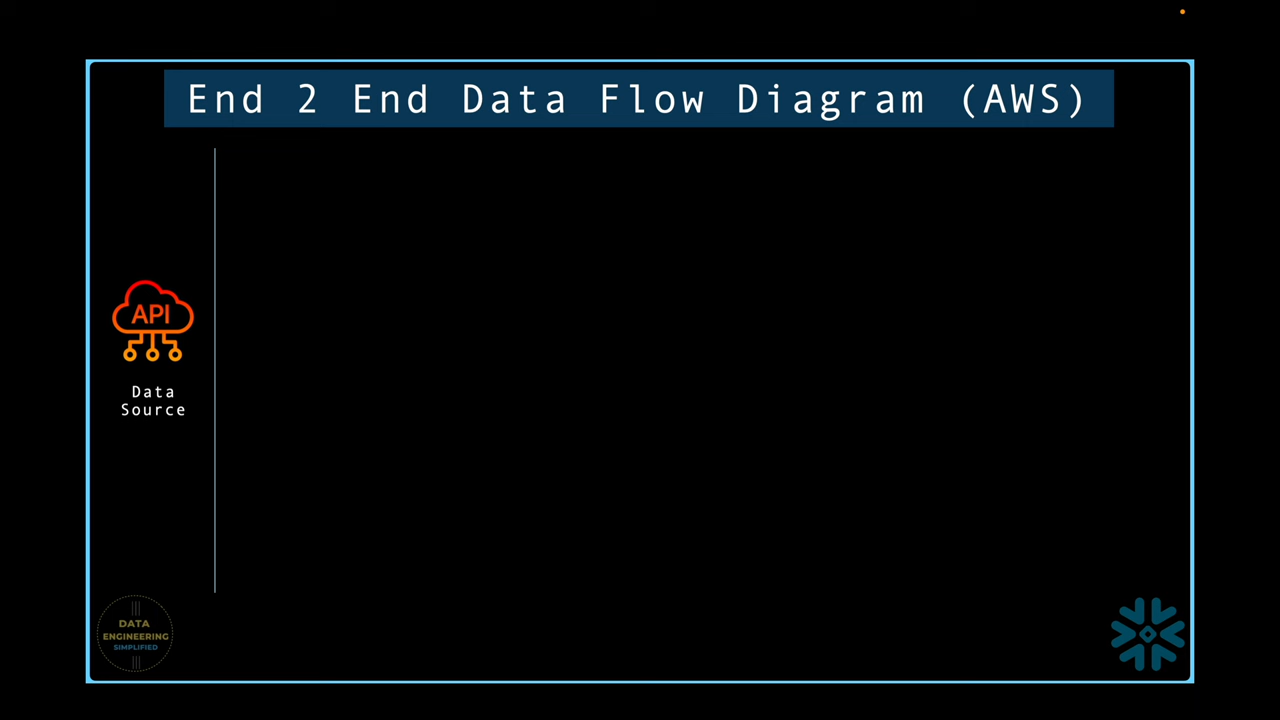 End 2 End Data Flow Diagram (AWS)
API
Data
Source
DATA
ENGINEERING
SIMPLIFIED